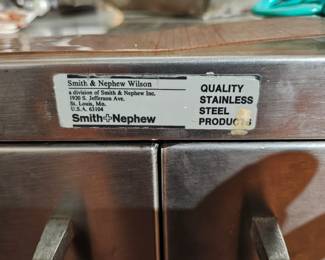 Smith & Nephew Wilson
a division of Smith & Nephew Inc.
1920 S. Jefferson Ave.
St. Louis, Mo.
U.S.A. 63104
Smith+Nephew
QUALITY
STAINLESS
STEEL
PRODUCTS